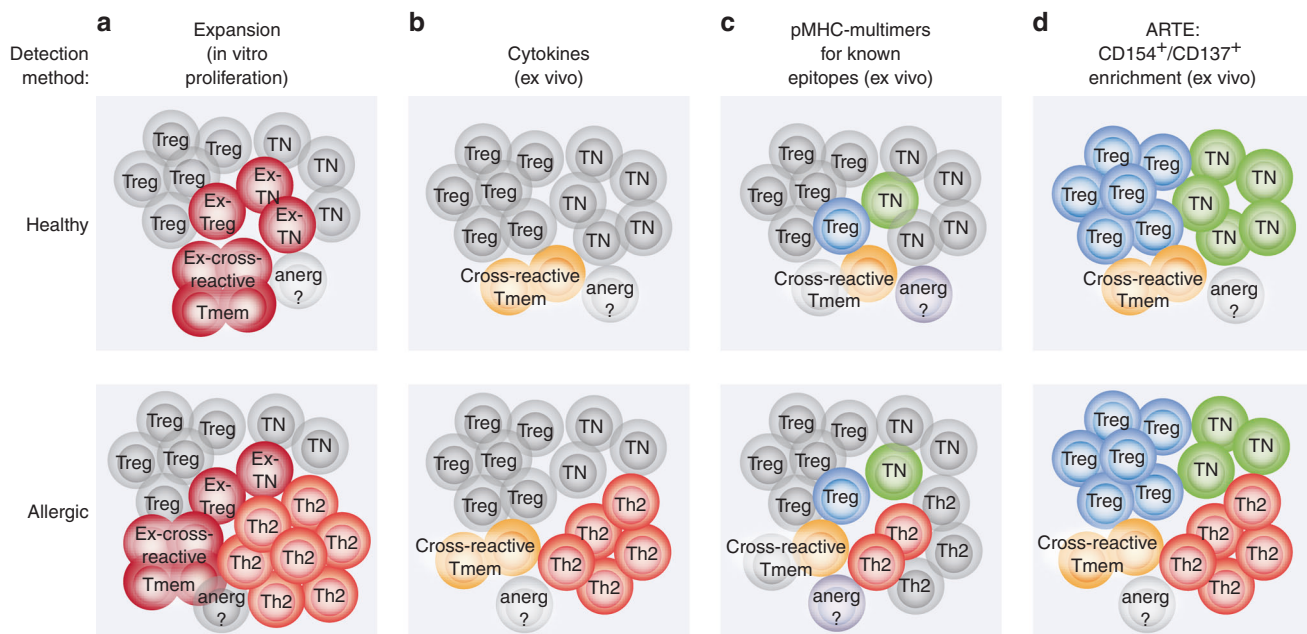 a
Expansion
(in vitro
proliferation)
b
Cytokines
(ex vivo)
c
pMHC-multimers
for known
epitopes (ex vivo)
d
ARTE:
CD154+/CD137+
enrichment (ex vivo)
Detection
method:
Healthy
Treg
Treg
TN
TN
Treg
Treg
Ex-
TN
Treg
Ex-
Treg
Ex-
TN
TN
Ex-cross-
reactive
Tmem
anerg
?
Treg
Treg
TN
TN
Treg
Treg
TN
Treg
TN
TN
Cross-reactive
Tmem
anerg
?
Treg
Treg
TN
TN
Treg
Treg
TN
Treg
Treg
TN
TN
Cross-reactive
Tmem
anerg
?
Treg
Treg
TN
TN
Treg
Treg
TN
Treg
Treg
TN
TN
Cross-reactive
Tmem
anerg
?
Allergic
Treg
Treg
TN
TN
Treg
Treg
Ex-
TN
Treg
Ex-
Treg
Th2
Th2
Th2
Th2
Th2
Th2
Th2
Ex-cross-
reactive
Tmem
anerg
?
Treg
Treg
TN
TN
Treg
Treg
TN
Treg
Treg
Th2
Th2
Th2
Th2
Th2
Th2
Cross-reactive
Tmem
anerg
?
Treg
Treg
TN
TN
Treg
Treg
TN
Treg
Treg
Th2
Th2
Th2
Th2
Th2
Cross-reactive
Tmem
anerg
?
Treg
Treg
TN
TN
Treg
Treg
TN
Treg
Treg
Th2
Th2
Th2
Th2
Th2
Th2
Cross-reactive
Tmem
anerg
?